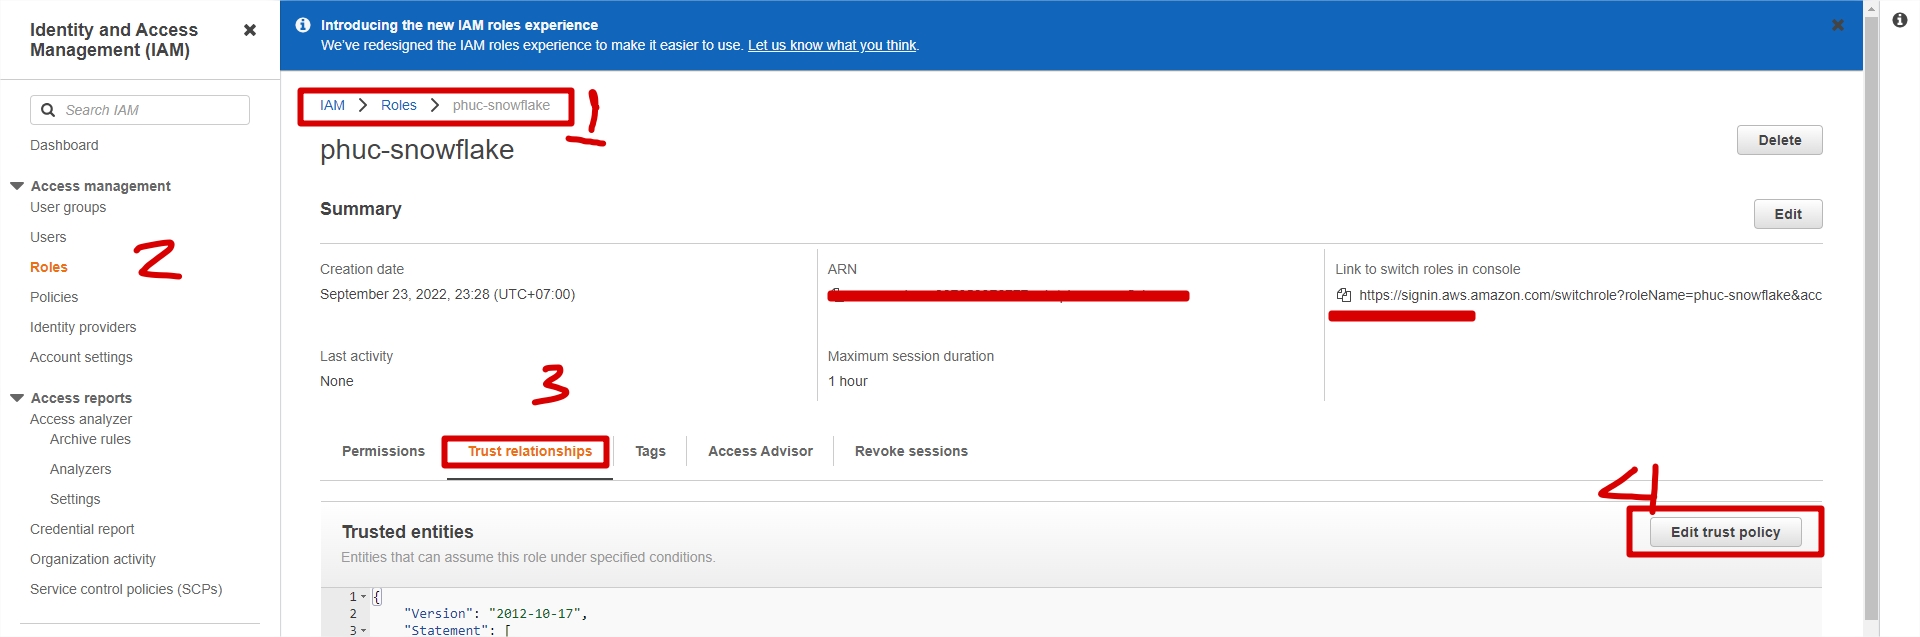 Identity and Access
Management (IAM)
Search IAM
Dashboard
Access management
User groups
Users
Roles
Policies
Identity providers
Account settings
Access reports
Access analyzer
Archive rules
Analyzers
Settings
Credential report
Organization activity
Service control policies (SCPs)
Introducing the new IAM roles experience
We've redesigned the IAM roles experience to make it easier to use. Let us know what you think.
IAM > Roles > phuc-snowflake
1
2
phuc-snowflake
Delete
Summary
Edit
Creation date
September 23, 2022, 23:28 (UTC+07:00)
ARN
Link to switch roles in console
https://signin.aws.amazon.com/switchrole?roleName=phuc-snowflake&acc
Last activity
None
Maximum session duration
1 hour
3
Permissions
Trust relationships
Tags
Access Advisor
Revoke sessions
4
Trusted entities
Entities that can assume this role under specified conditions.
Edit trust policy
1 {
2 "Version": "2012-10-17",
3 "Statement": [